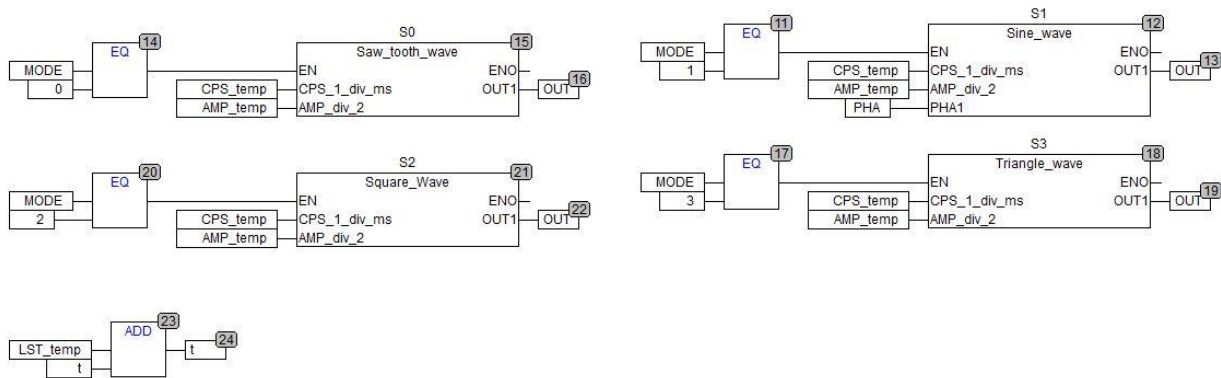 S0
EQ 14
Saw_tooth_wave 15
MODE
0
EN ENO
CPS_temp CPS_1_div_ms OUT1 OUT 16
AMP_temp AMP_div_2
S1
EQ 11
Sine_wave 12
MODE
1
EN ENO
CPS_temp CPS_1_div_ms OUT1 OUT 13
AMP_temp AMP_div_2
PHA PHA1
S2
EQ 20
Square_Wave 21
MODE
2
EN ENO
CPS_temp CPS_1_div_ms OUT1 OUT 22
AMP_temp AMP_div_2
S3
EQ 17
Triangle_wave 18
MODE
3
EN ENO
CPS_temp CPS_1_div_ms OUT1 OUT 19
AMP_temp AMP_div_2
ADD 23
LST_temp t 24
t